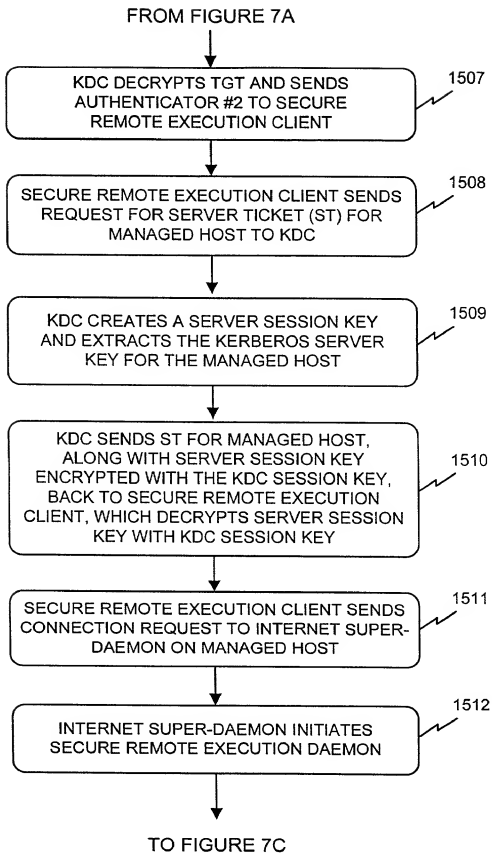 FROM FIGURE 7A
KDC DECRYPTS TGT AND SENDS
AUTHENTICATOR #2 TO SECURE
REMOTE EXECUTION CLIENT
1507
SECURE REMOTE EXECUTION CLIENT SENDS
REQUEST FOR SERVER TICKET (ST) FOR
MANAGED HOST TO KDC
1508
KDC CREATES A SERVER SESSION KEY
AND EXTRACTS THE KERBEROS SERVER
KEY FOR THE MANAGED HOST
1509
KDC SENDS ST FOR MANAGED HOST,
ALONG WITH SERVER SESSION KEY
ENCRYPTED WITH THE KDC SESSION KEY,
BACK TO SECURE REMOTE EXECUTION
CLIENT, WHICH DECRYPTS SERVER SESSION
KEY WITH KDC SESSION KEY
1510
SECURE REMOTE EXECUTION CLIENT SENDS
CONNECTION REQUEST TO INTERNET SUPER-
DAEMON ON MANAGED HOST
1511
INTERNET SUPER-DAEMON INITIATES
SECURE REMOTE EXECUTION DAEMON
1512
TO FIGURE 7C